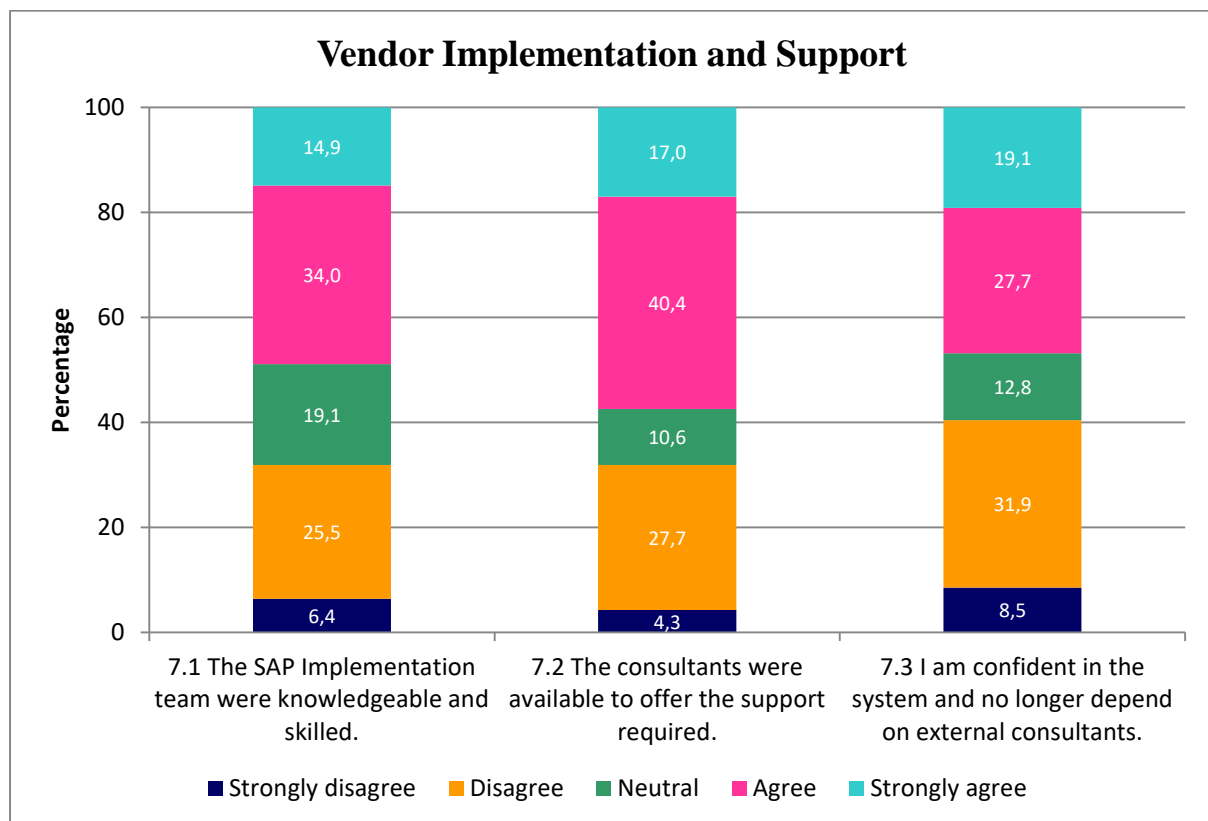 Vendor Implementation and Support
Percentage
100
80
60
40
20
0
14,9
34,0
19,1
25,5
6,4
17,0
40,4
10,6
27,7
4,3
19,1
27,7
12,8
31,9
8,5
7.1 The SAP Implementation
team were knowledgeable and
skilled.
7.2 The consultants were
available to offer the support
required.
7.3 I am confident in the
system and no longer depend
on external consultants.
Strongly disagree
Disagree
Neutral
Agree
Strongly agree